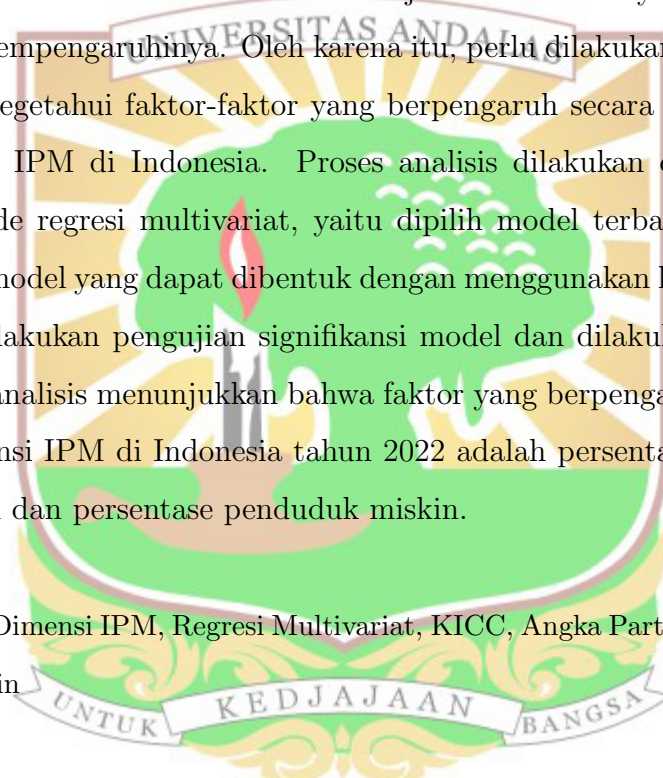 UNIVERSITAS ANDALAS
empengaruhinya. Oleh karena itu, perlu dilakukan
egetahui faktor-faktor yang berpengaruh secara
IPM di Indonesia. Proses analisis dilakukan
de regresi multivariat, yaitu dipilih model terba
model yang dapat dibentuk dengan menggunakan
lakukan pengujian signifikansi model dan dilaku
analisis menunjukkan bahwa faktor yang berpenga
nsi IPM di Indonesia tahun 2022 adalah persenta
dan persentase penduduk miskin.
Dimensi IPM, Regresi Multivariat, KICC, Angka Part
in
UNTUK KEDJAJAAN BANGSA